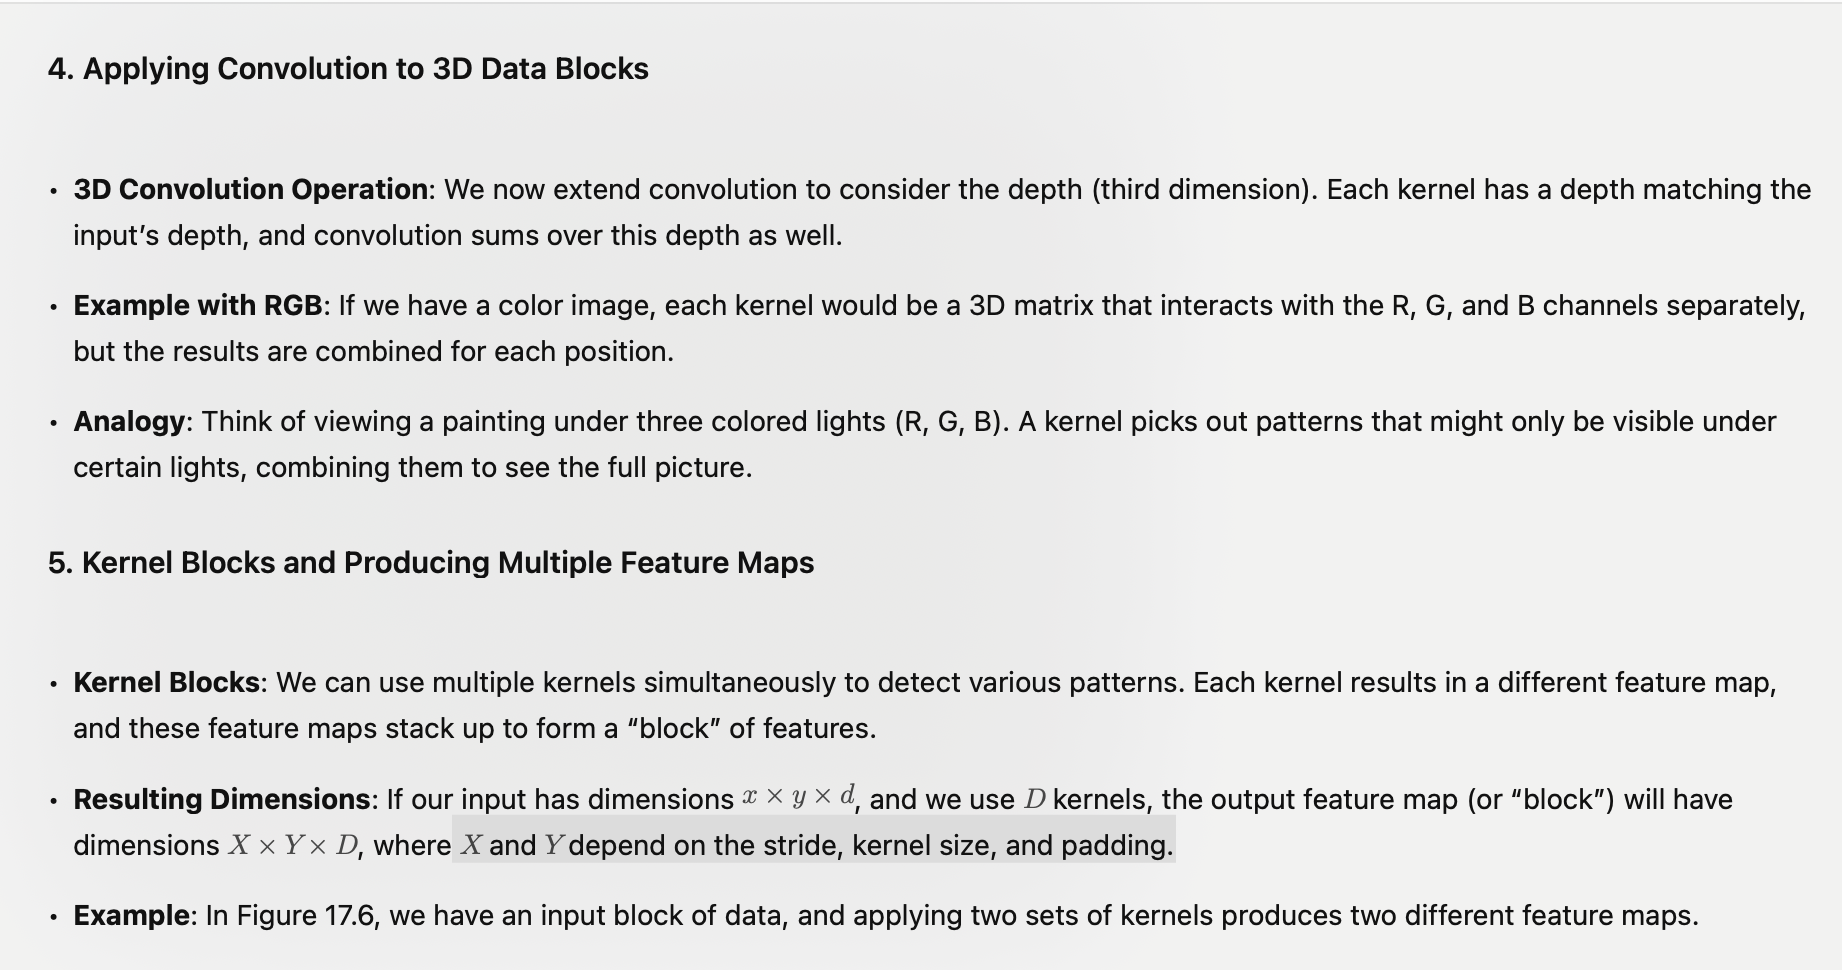 4. Applying Convolution to 3D Data Blocks
• 3D Convolution Operation: We now extend convolution to consider the depth (third dimension). Each kernel has a depth matching the
input’s depth, and convolution sums over this depth as well.
• Example with RGB: If we have a color image, each kernel would be a 3D matrix that interacts with the R, G, and B channels separately,
but the results are combined for each position.
• Analogy: Think of viewing a painting under three colored lights (R, G, B). A kernel picks out patterns that might only be visible under
certain lights, combining them to see the full picture.
5. Kernel Blocks and Producing Multiple Feature Maps
• Kernel Blocks: We can use multiple kernels simultaneously to detect various patterns. Each kernel results in a different feature map,
and these feature maps stack up to form a “block” of features.
• Resulting Dimensions: If our input has dimensions x × y × d, and we use D kernels, the output feature map (or “block”) will have
dimensions X × Y × D, where X and Y depend on the stride, kernel size, and padding.
• Example: In Figure 17.6, we have an input block of data, and applying two sets of kernels produces two different feature maps.